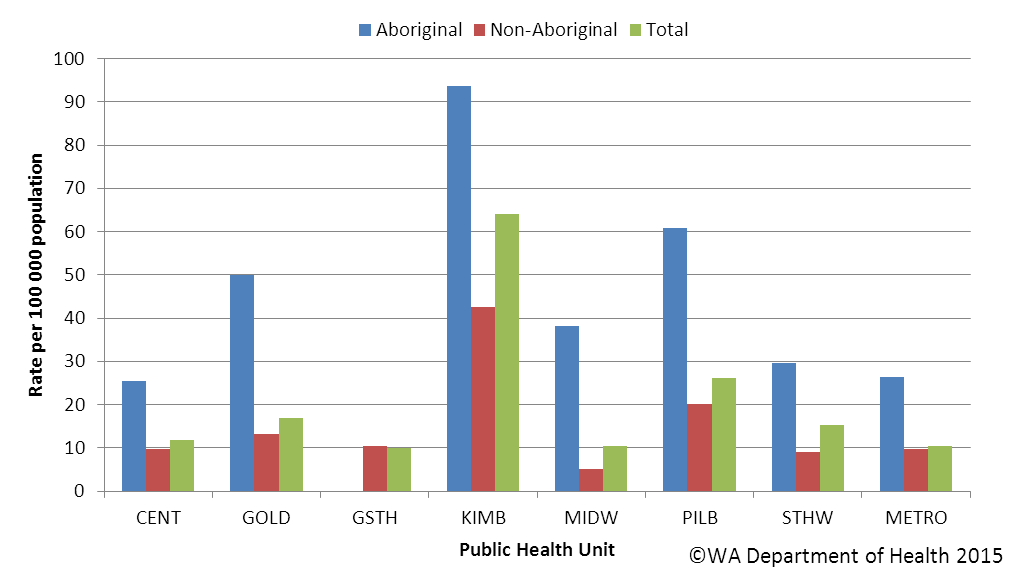 Aboriginal Non-Aboriginal Total
100
90
80
70
60
50
40
30
20
10
0
Rate per 100 000 population
CENT GOLD GSTH KIMB MIDW PILB STHW METRO
Public Health Unit
©WA Department of Health 2015